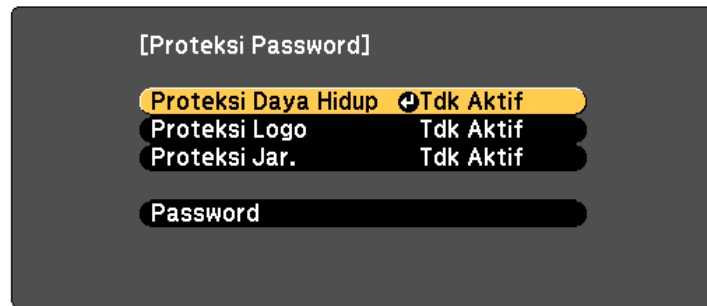 [Proteksi Password]
Proteksi Daya Hidup Tdk Aktif
Proteksi Logo Tdk Aktif
Proteksi Jar. Tdk Aktif
Password